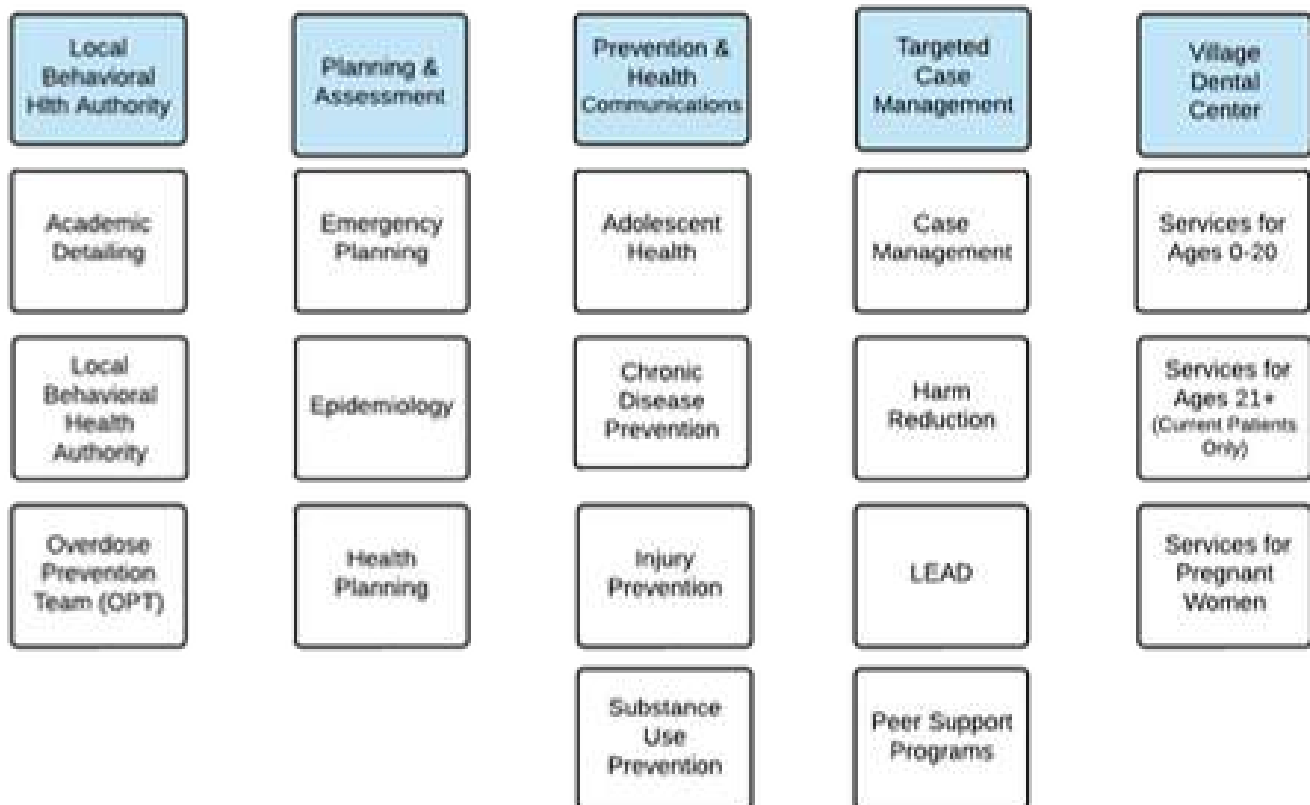 Local
Behavioral
Hlth Authority
Planning &
Assessment
Prevention &
Health
Communications
Targeted
Case
Management
Village
Dental
Center
Academic
Detailing
Emergency
Planning
Adolescent
Health
Case
Management
Services for
Ages 0-20
Local
Behavioral
Health
Authority
Epidemiology
Chronic
Disease
Prevention
Harm
Reduction
Services for
Ages 21+
(Current Patients
Only)
Overdose
Prevention
Team (OPT)
Health
Planning
Injury
Prevention
LEAD
Services for
Pregnant
Women
Substance
Use
Prevention
Peer Support
Programs